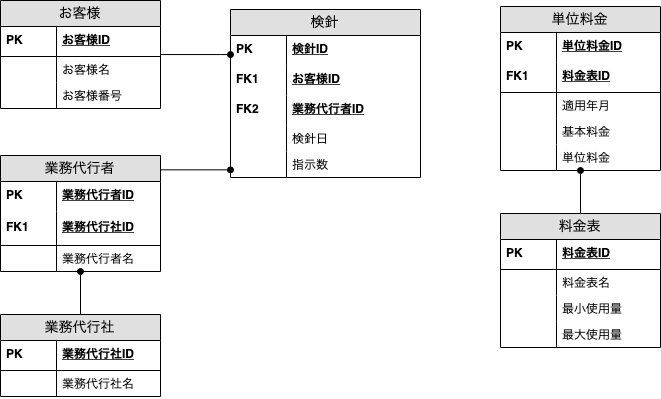 お客様
PK お客様ID
お客様名
お客様番号
検針
PK 検針ID
FK1 お客様ID
FK2 業務代行者ID
検針日
指示数
単位料金
PK 単位料金ID
FK1 料金表ID
適用年月
基本料金
単位料金
業務代行者
PK 業務代行者ID
FK1 業務代行社ID
業務代行者名
料金表
PK 料金表ID
料金表名
最小使用量
最大使用量
業務代行社
PK 業務代行社ID
業務代行社名